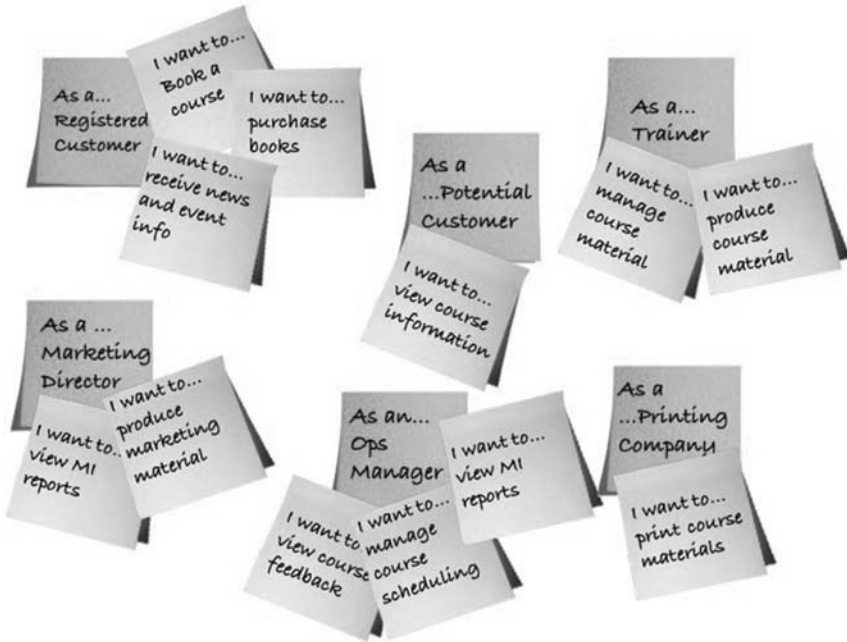 As a...
Registered
Customer
I want to...
Book a
course
I want to...
purchase
books
I want to...
receive news
and event
info
As a
...Potential
Customer
I want to...
view course
information
As a...
Trainer
I want to...
manage
course
material
I want to...
produce
course
material
As a ...
Marketing
Director
I want to...
view MI
reports
I want to...
produce
marketing
material
As an...
Ops
Manager
I want to...
view MI
reports
I want to
view course
feedback
I want to...
manage
course
scheduling
As a
...Printing
Company
I want to...
print course
materials